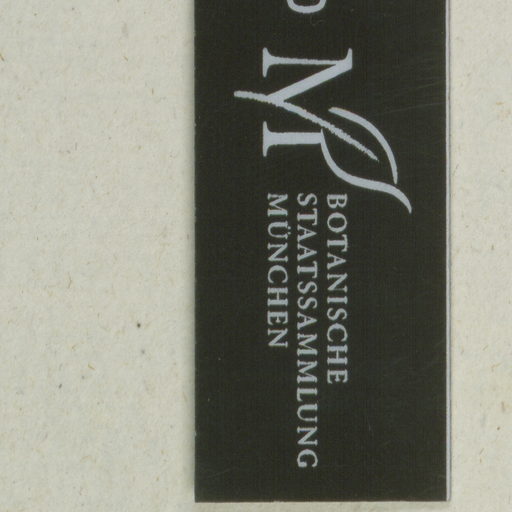 M
BOTANISCHE
STAATSSAMMLUNG
MÜNCHEN